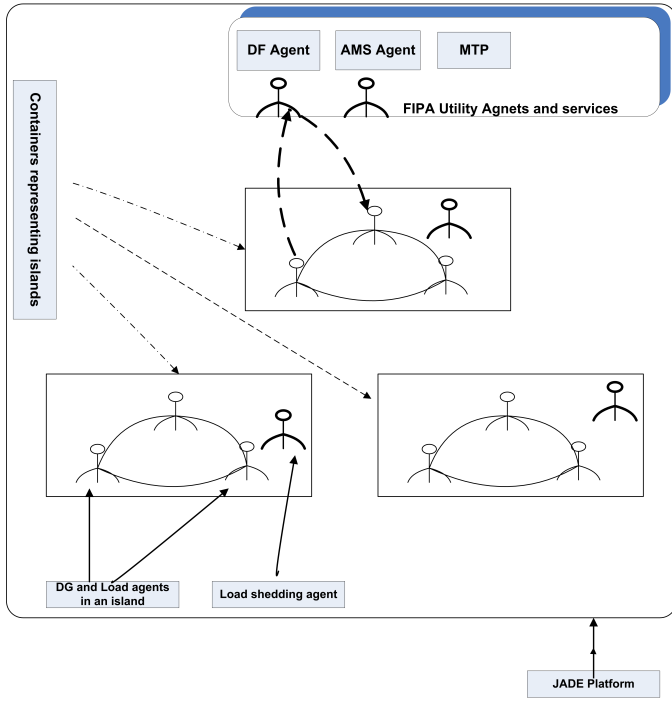 DF Agent
AMS Agent
MTP
FIPA Utility Agnets and services
Containers representing islands
DG and Load agents
in an island
Load shedding agent
JADE Platform